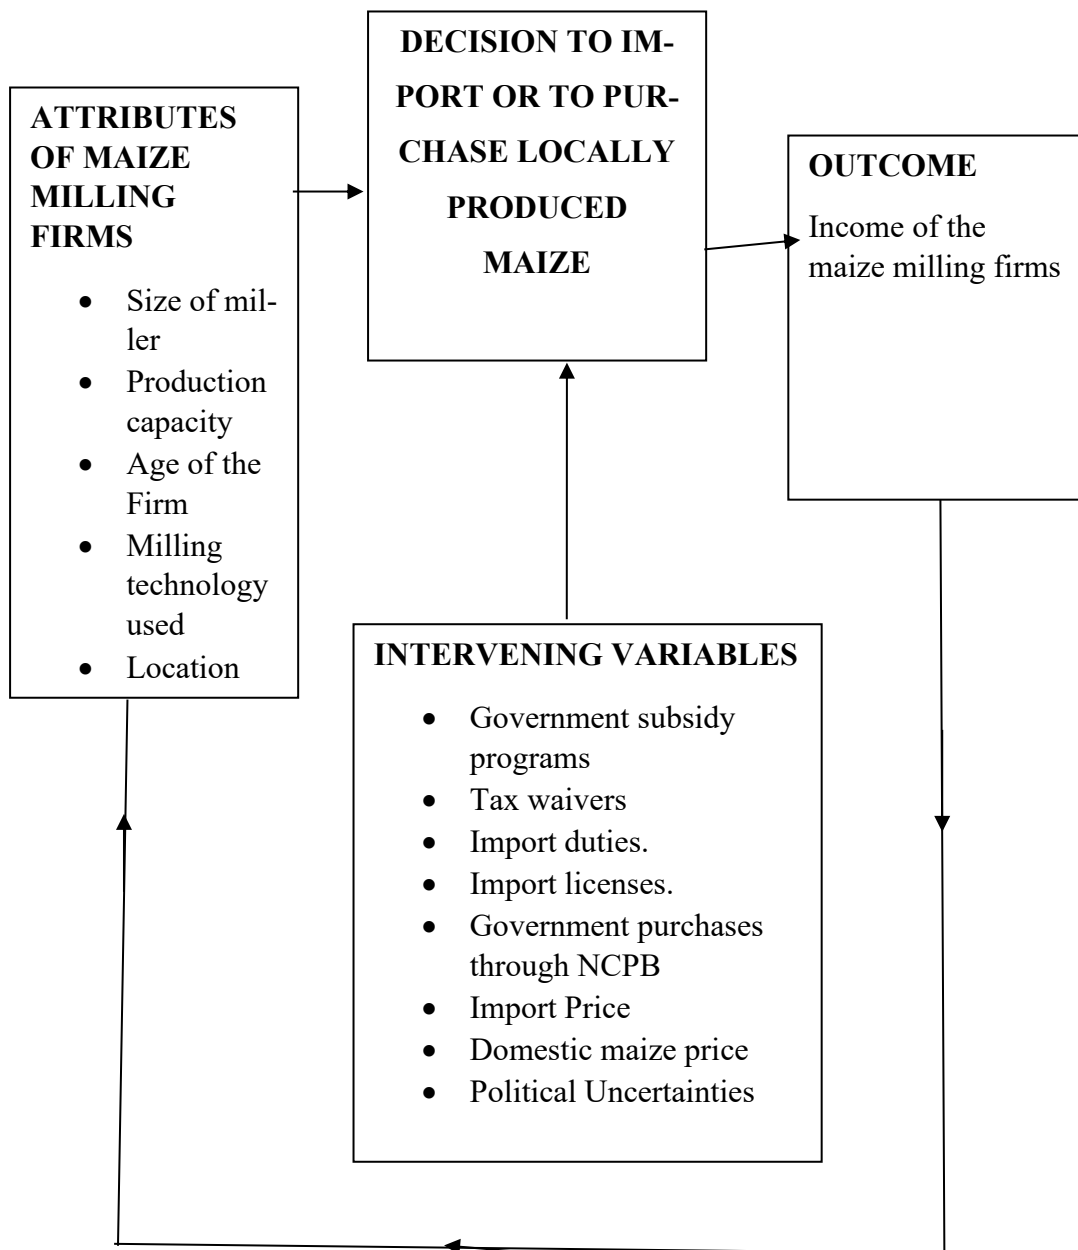 ATTRIBUTES
OF MAIZE
MILLING
FIRMS
• Size of mil-
ler
• Production
capacity
• Age of the
Firm
• Milling
technology
used
• Location
DECISION TO IM-
PORT OR TO PUR-
CHASE LOCALLY
PRODUCED
MAIZE
OUTCOME
Income of the
maize milling firms
INTERVENING VARIABLES
• Government subsidy
programs
• Tax waivers
• Import duties.
• Import licenses.
• Government purchases
through NCPB
• Import Price
• Domestic maize price
• Political Uncertainties